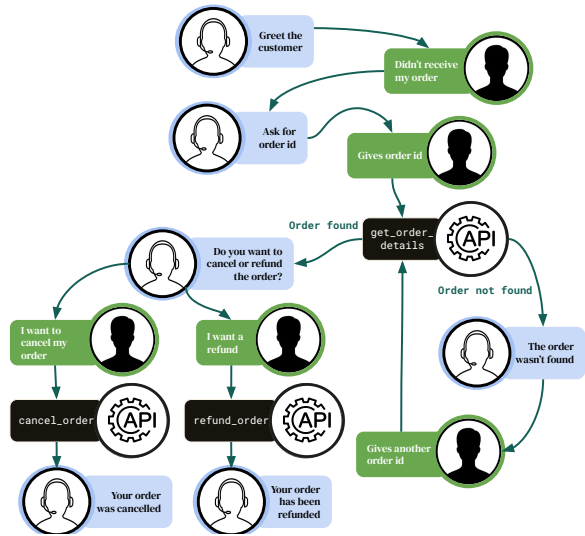 Greet the
customer
Didn't receive
my order
Ask for
order id
Gives order id
Order found
get_order_
details
API
Do you want to
cancel or refund
the order?
Order not found
I want to
cancel my
order
I want a
refund
The order
wasn't found
cancel_order
API
refund_order
API
Gives another
order id
Your order
was cancelled
Your order
has been
refunded